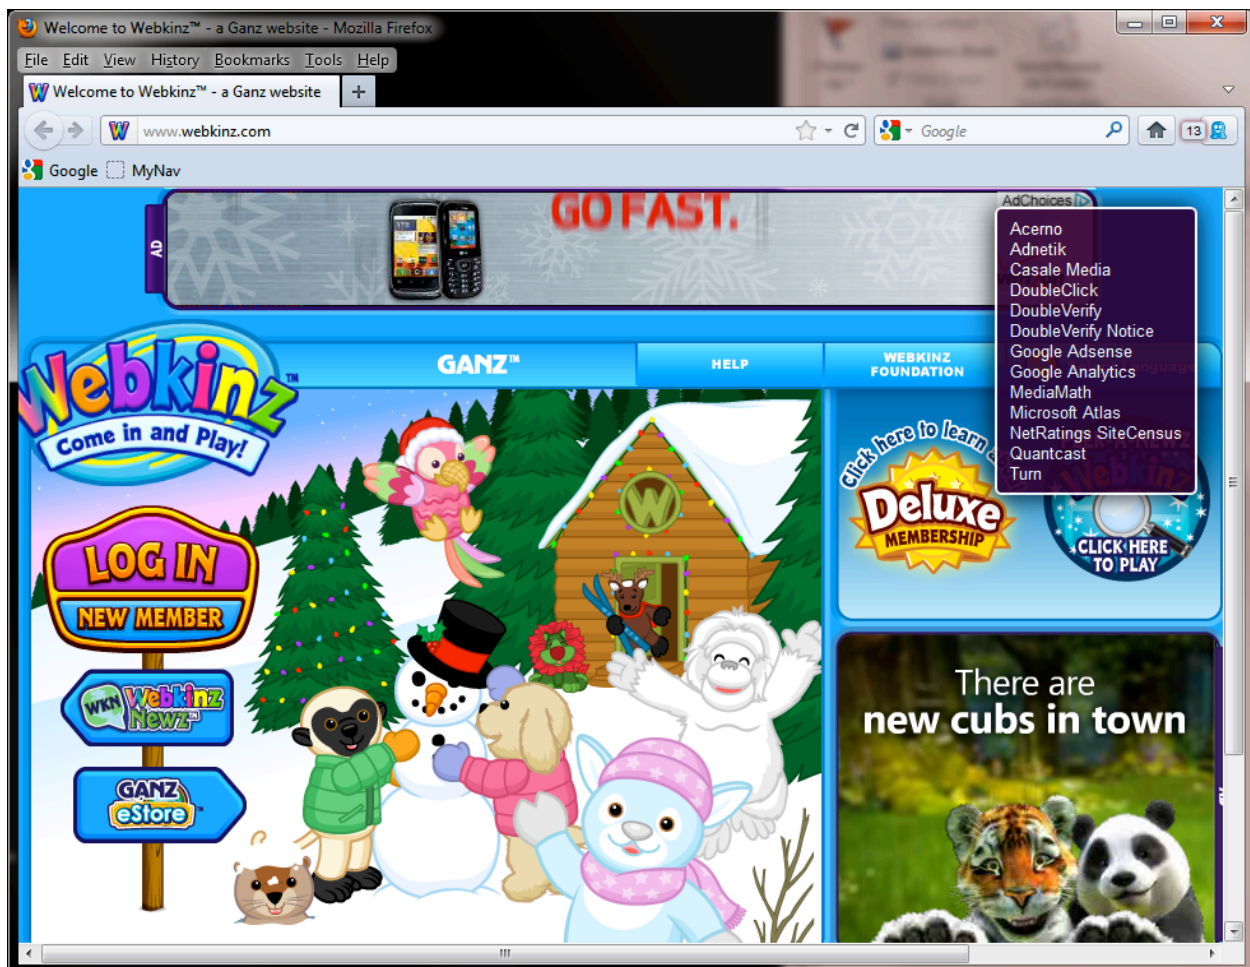 Welcome to Webkinz™ - a Ganz website - Mozilla Firefox
File Edit View History Bookmarks Tools Help
Welcome to Webkinz™ - a Ganz website
www.webkinz.com
Google
13
Google MyNav
AD
GO FAST.
AdChoices
Acerno
Adnetik
Casale Media
DoubleClick
DoubleVerify
DoubleVerify Notice
Google Adsense
Google Analytics
MediaMath
Microsoft Atlas
NetRatings SiteCensus
Quantcast
Turn
Webkinz™
Come in and Play!
GANZ™
HELP
WEBKINZ
FOUNDATION
LOG IN
NEW MEMBER
WKN Webkinz
Newz™
GANZ
eStore™
W
Click here to learn
Deluxe
MEMBERSHIP
CLICK HERE
TO PLAY
There are
new cubs in town